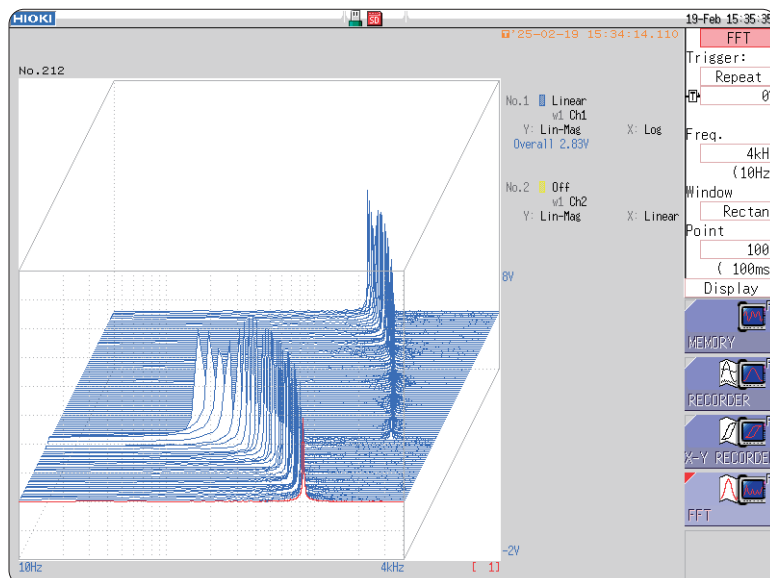 HIOKI
SD
19-Feb 15:35:35
'25-02-19 15:34:14.110
FFT
No.212
Trigger:
Repeat
T
No.1 Linear
w1 Ch1
Y: Lin-Mag X: Log
Overall 2.83V
No.2 Off
w1 Ch2
Y: Lin-Mag X: Linear
Freq.
4kH
(10Hz
Window
Rectan
Point
100
( 100ms
Display
8V
MEMORY
RECORDER
X-Y RECORDE
FFT
-2V
10Hz
4kHz
[ 1]